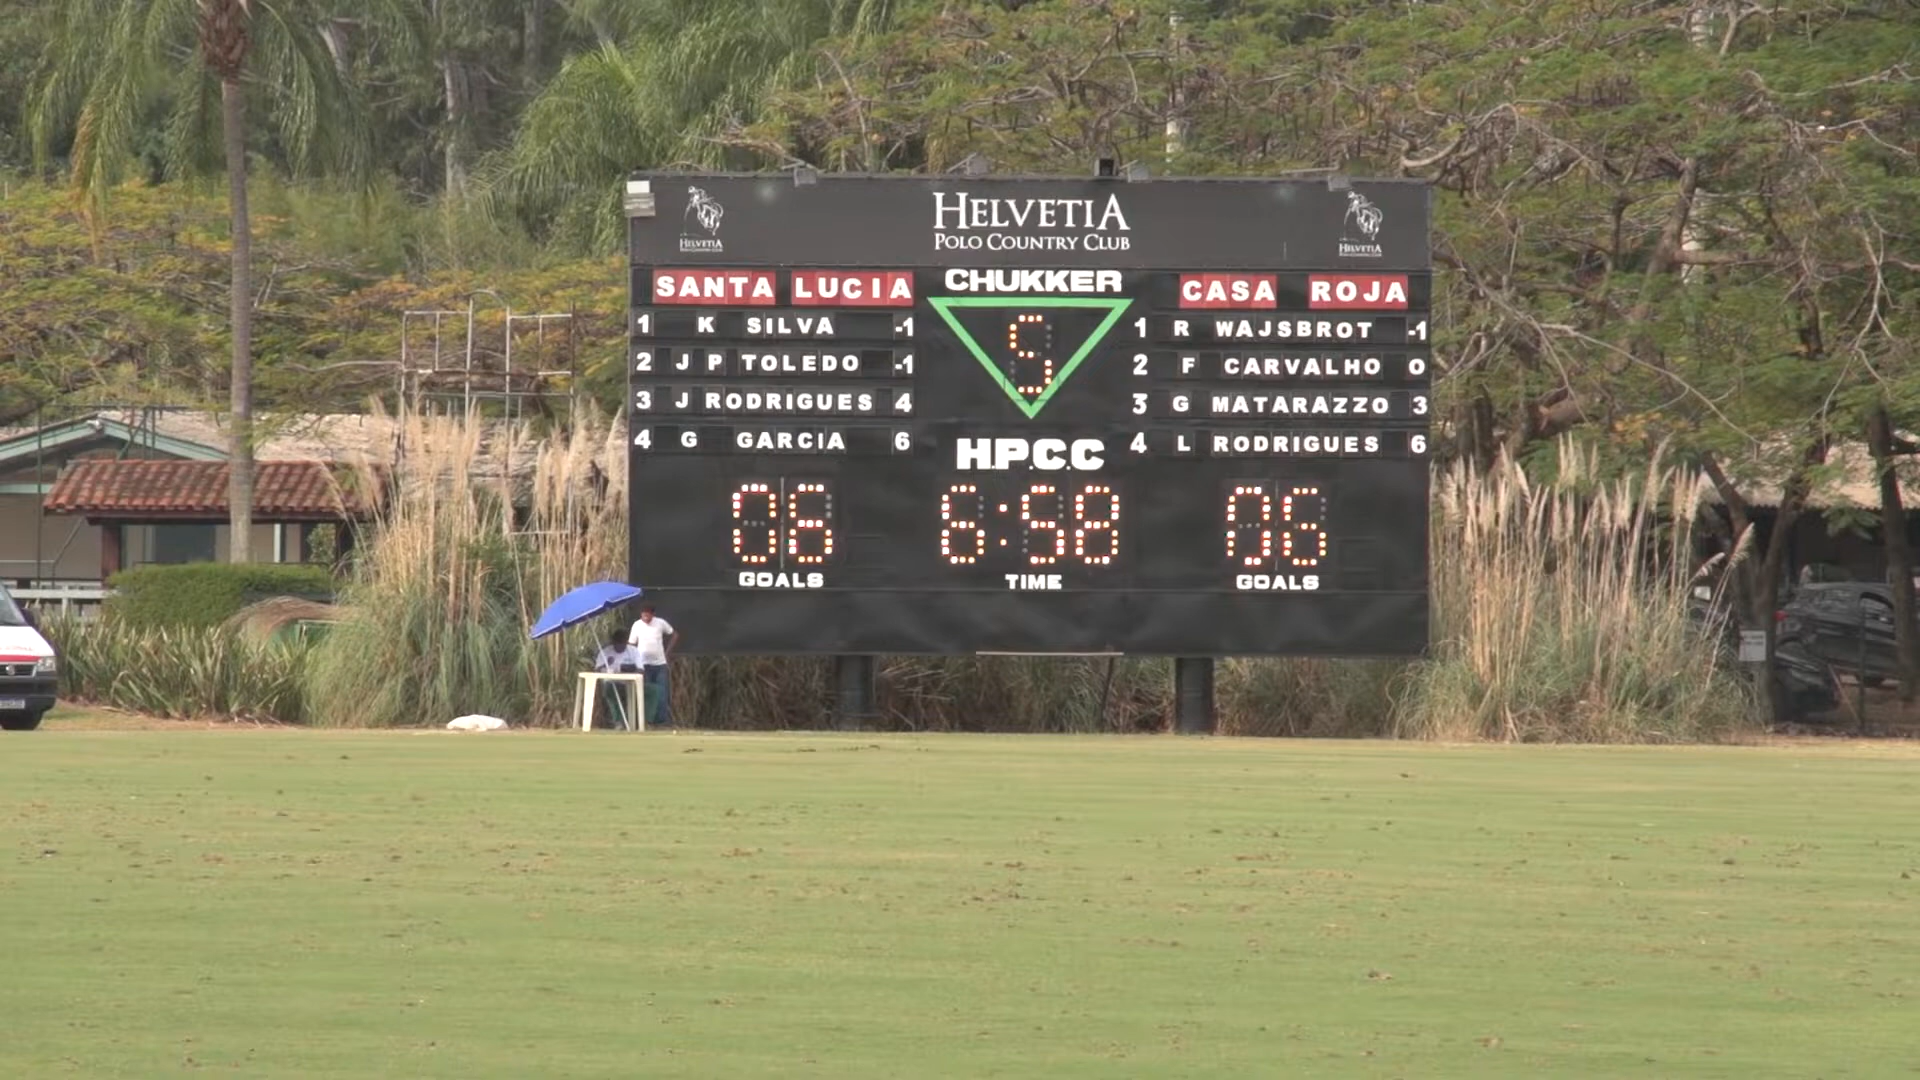 HELVETIA
POLO COUNTRY CLUB
HELVETIA
HELVETIA
SANTA LUCIA
1 K SILVA -1
2 J P TOLEDO -1
3 J RODRIGUES 4
4 G GARCIA 6
06
GOALS
CHUKKER
5
H.P.C.C
6:58
TIME
CASA ROJA
1 R WAJSBROT -1
2 F CARVALHO 0
3 G MATARAZZO 3
4 L RODRIGUES 6
06
GOALS